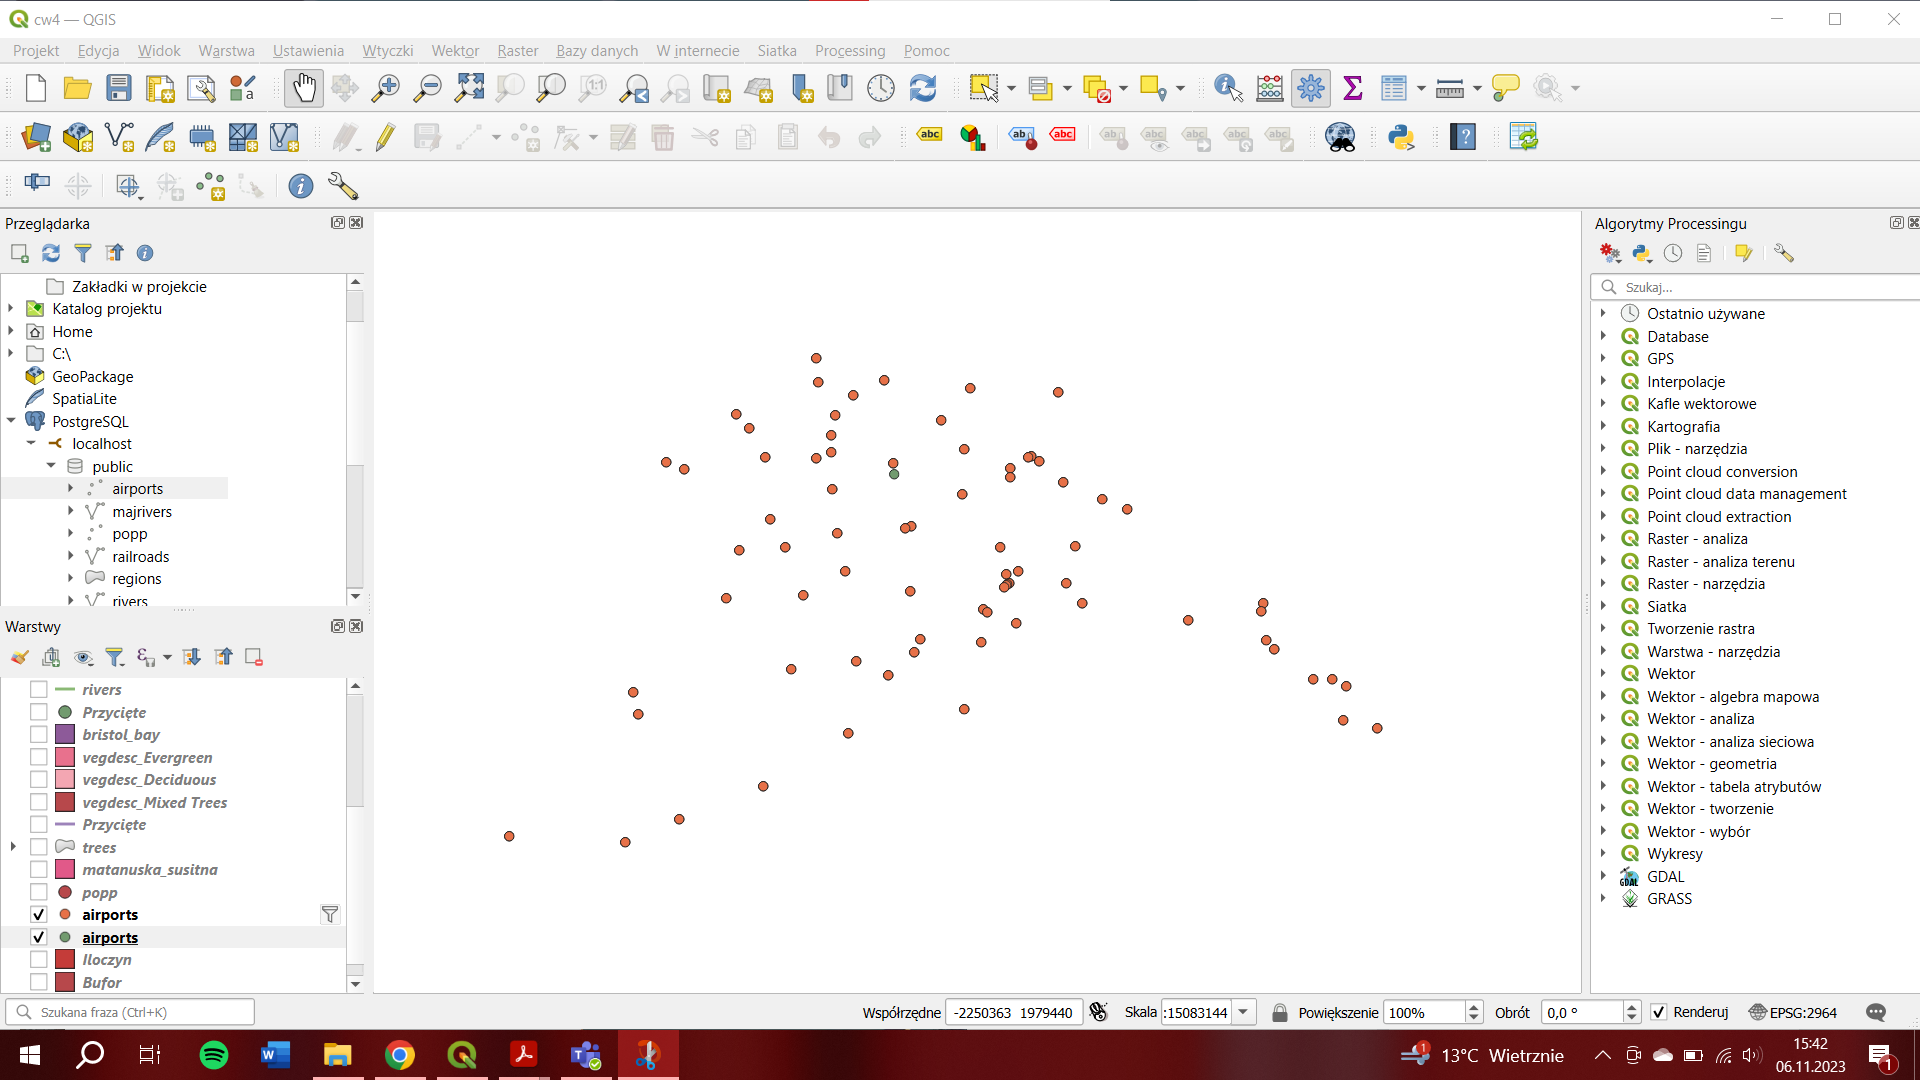 cw4 — QGIS
Projekt Edycja Widok Warstwa Ustawienia Wtyczki Wektor Raster Bazy danych W internecie Siatka Processing Pomoc
Przeglądarka
Zakładki w projekcie
Katalog projektu
Home
C:\
GeoPackage
SpatiaLite
PostgreSQL
localhost
public
airports
majrivers
popp
railroads
regions
rivers
Warstwy
rivers
Przycięte
bristol_bay
vegdesc_Evergreen
vegdesc_Deciduous
vegdesc_Mixed Trees
Przycięte
trees
matanuska_susitna
popp
airports
airports
Iloczyn
Bufor
Algorytmy Processingu
Szukaj...
Ostatnio używane
Database
GPS
Interpolacje
Kafle wektorowe
Kartografia
Plik - narzędzia
Point cloud conversion
Point cloud data management
Point cloud extraction
Raster - analiza
Raster - analiza terenu
Raster - narzędzia
Siatka
Tworzenie rastra
Warstwa - narzędzia
Wektor
Wektor - algebra mapowa
Wektor - analiza
Wektor - analiza sieciowa
Wektor - geometria
Wektor - tabela atrybutów
Wektor - tworzenie
Wektor - wybór
Wykresy
GDAL
GRASS
Szukana fraza (Ctrl+K)
Współrzędne -2250363 1979440 Skala :15083144 Powiększenie 100% Obrót 0,0 ° Renderuj EPSG:2964
13°C Wietrznie
15:42
06.11.2023